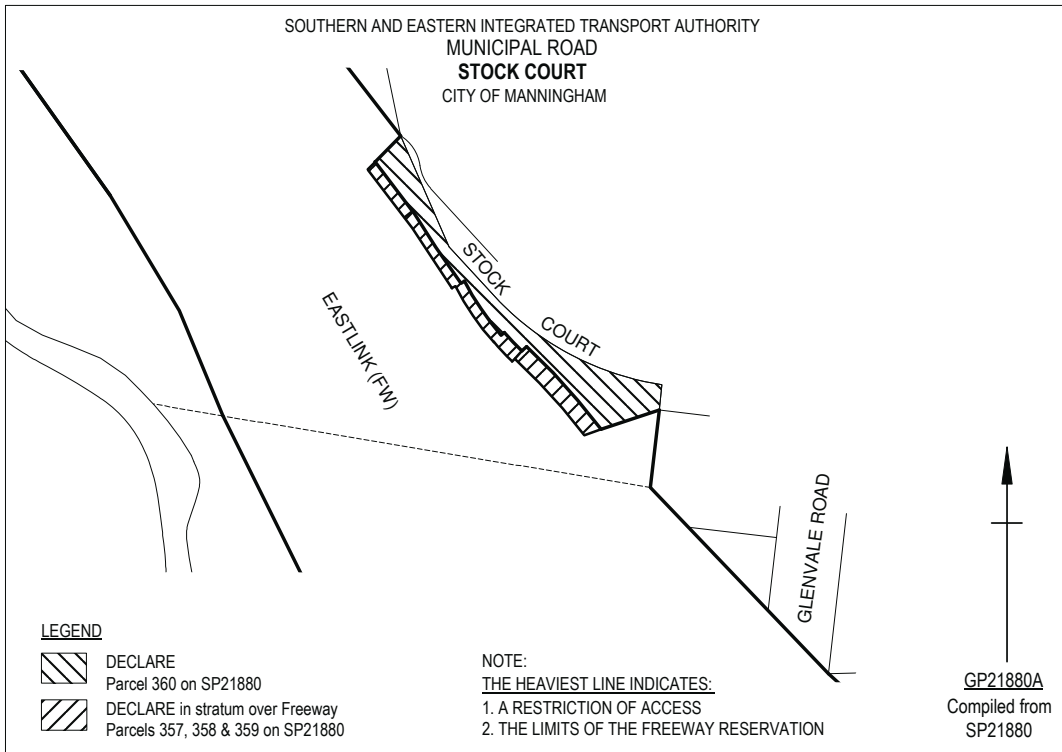 SOUTHERN AND EASTERN INTEGRATED TRANSPORT AUTHORITY
MUNICIPAL ROAD
STOCK COURT
CITY OF MANNINGHAM
STOCK
COURT
EASTLINK (FW)
GLENVALE ROAD
LEGEND
DECLARE
Parcel 360 on SP21880
DECLARE in stratum over Freeway
Parcels 357, 358 & 359 on SP21880
NOTE:
THE HEAVIEST LINE INDICATES:
1. A RESTRICTION OF ACCESS
2. THE LIMITS OF THE FREEWAY RESERVATION
GP21880A
Compiled from
SP21880